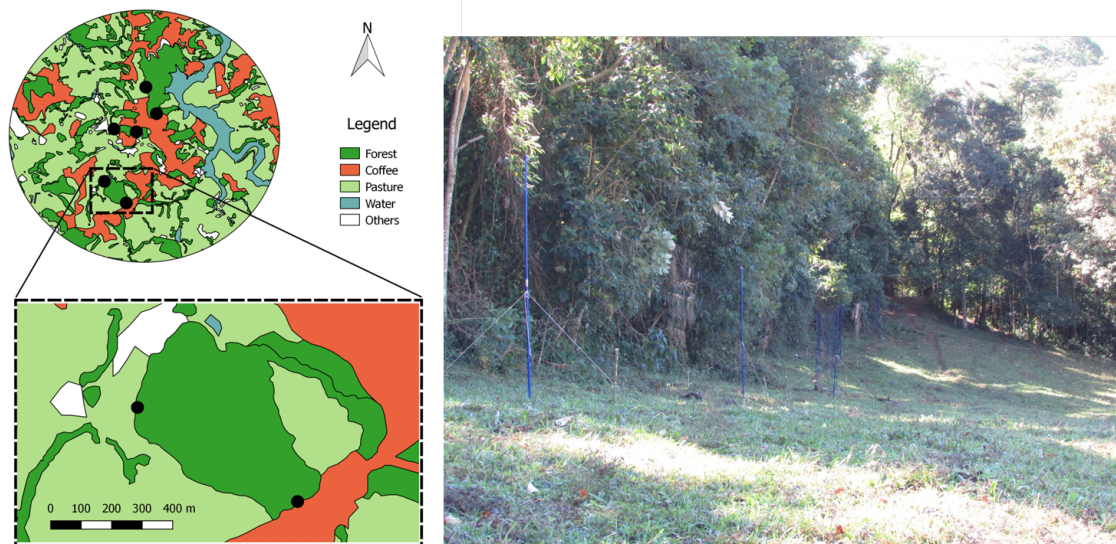 N
Legend
Forest
Coffee
Pasture
Water
Others
0 100 200 300 400 m